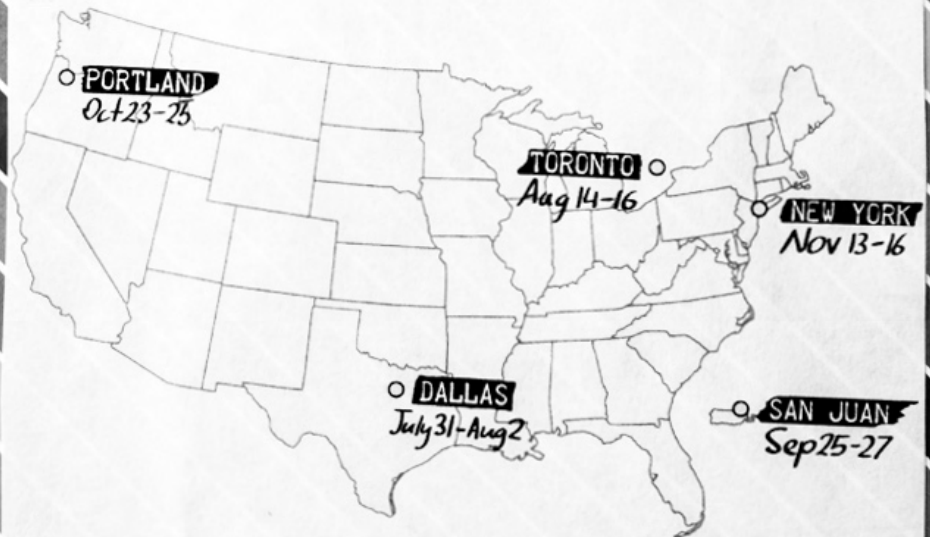 PORTLAND
Oct 23-25
TORONTO
Aug 14-16
NEW YORK
Nov 13-16
DALLAS
July 31-Aug 2
SAN JUAN
Sep 25-27